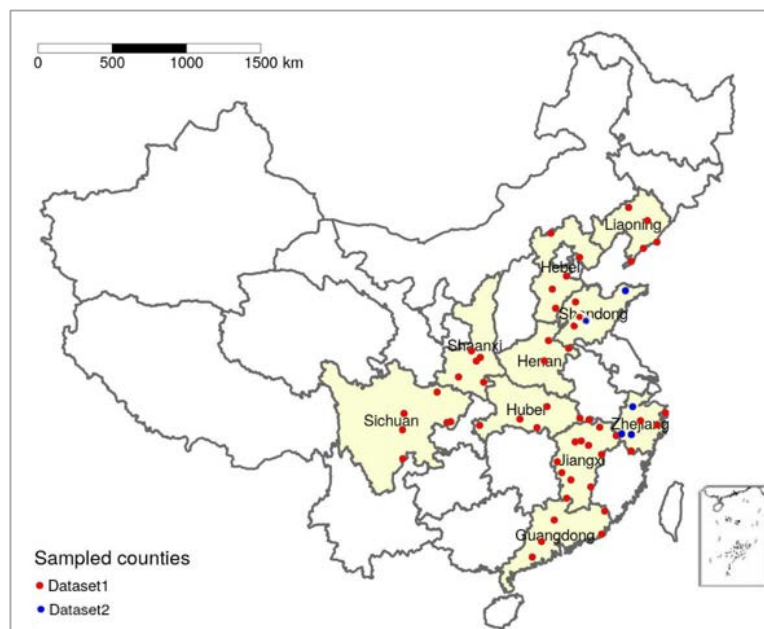 0 500 1000 1500 km
Liaoning
Hebei
Shandong
Shaanxi
Henan
Hubei
Sichuan
Zhejiang
Jiangxi
Guangdong
Sampled counties
Dataset1
Dataset2